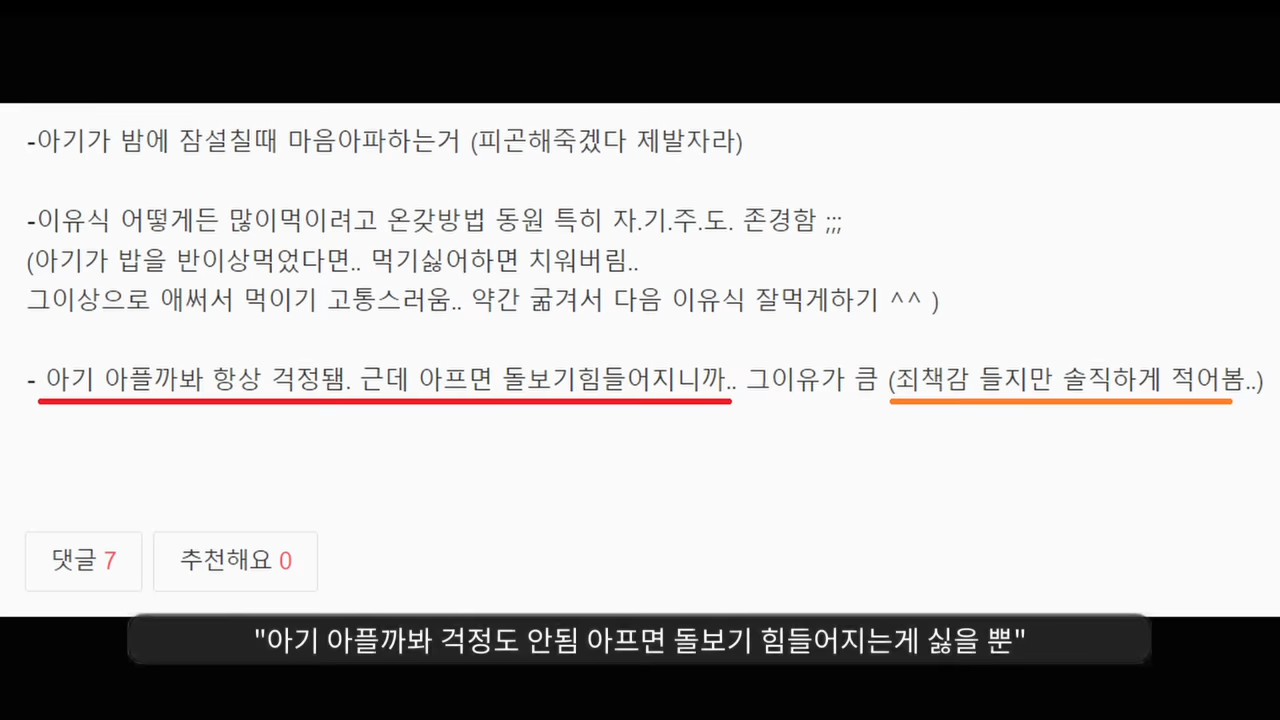 -아기가 밤에 잠설칠때 마음아파하는거 (피곤해죽겠다 제발자라)
-이유식 어떻게든 많이먹이려고 온갖방법 동원 특히 자.기.주.도. 존경함 ;;;
(아기가 밥을 반이상먹었다면.. 먹기싫어하면 치워버림..
그이상으로 애써서 먹이기 고통스러움.. 약간 굶겨서 다음 이유식 잘먹게하기 ^^ )
- 아기 아플까봐 항상 걱정됌. 근데 아프면 돌보기힘들어지니까.. 그이유가 큼 (죄책감 들지만 솔직하게 적어봄..)
댓글 7 추천해요 0
"아기 아플까봐 걱정도 안됨 아프면 돌보기 힘들어지는게 싫을 뿐"